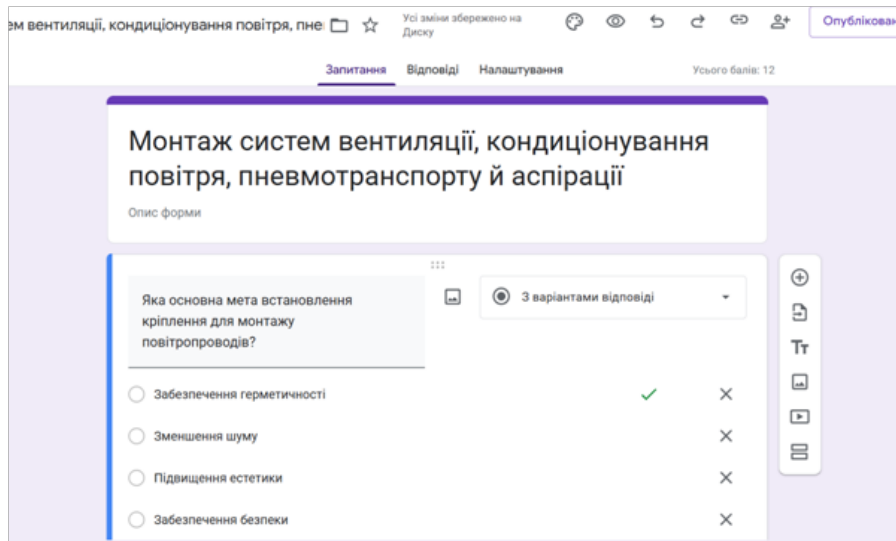 ем вентиляції, кондиціонування повітря, пне
Усі зміни збережено на
Диску
Опублікован
Запитання Відповіді Налаштування Усього балів: 12
Монтаж систем вентиляції, кондиціонування
повітря, пневмотранспорту й аспірації
Опис форми
Яка основна мета встановлення
кріплення для монтажу
повітропроводів?
З варіантами відповіді
Забезпечення герметичності
Зменшення шуму
Підвищення естетики
Забезпечення безпеки
Тт